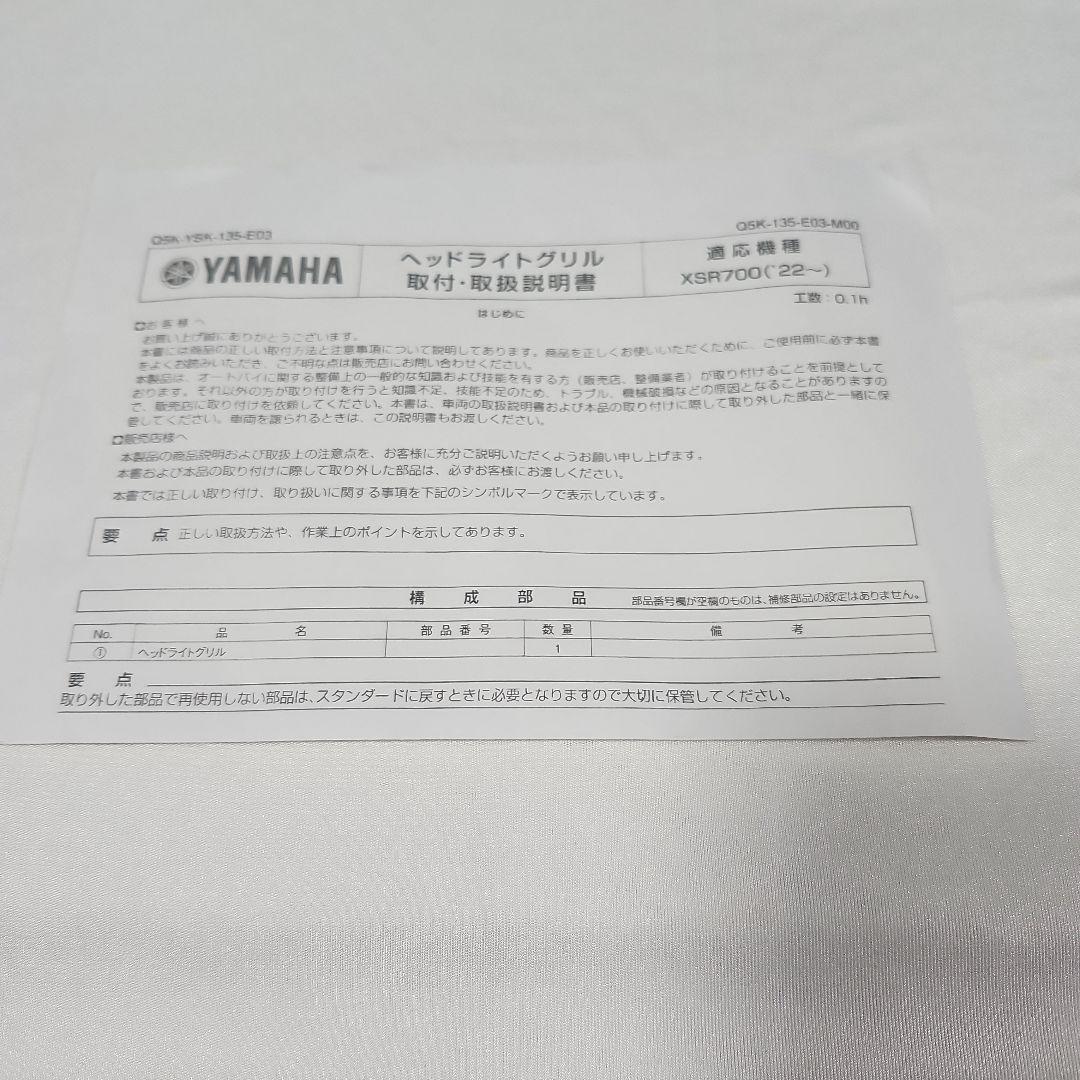 Q5K-YSK-135-E03
Q5K-135-E03-M00
YAMAHA
ヘッドライトグリル
取付・取扱説明書
適応機種
XSR700('22～)
工数：0.1h
はじめに
お客様へ
お買い上げ誠にありがとうございます。
本書には商品の正しい取付方法と注意事項について説明してあります。商品を正しくお使いいただくために、ご使用前に必ず本書
をよくお読みいただき、ご不明な点は販売店にお問い合わせください。
本製品は、オートバイに関する整備上の一般的な知識および技能を有する方（販売店、整備業者）が取り付けることを前提として
おります。それ以外の方が取り付けを行うと知識不足、技能不足のため、トラブル、機械破損などの原因となることがありますの
で、販売店に取り付けを依頼してください。本書は、車両の取扱説明書および本品の取り付けに際して取り外した部品と一緒に保
管してください。車両を譲られるときは、この説明書もお渡しください。
販売店様へ
本製品の商品説明および取扱上の注意点を、お客様に充分ご説明いただくようお願い申し上げます。
本書および本品の取り付けに際して取り外した部品は、必ずお客様にお渡しください。
本書では正しい取り付け、取り扱いに関する事項を下記のシンボルマークで表示しています。
要 点 正しい取扱方法や、作業上のポイントを示してあります。
構 成 部 品 部品番号欄が空欄のものは、補修部品の設定はありません。
No. 品 名 部品番号 数量 備 考
① ヘッドライトグリル 1
要 点
取り外した部品で再使用しない部品は、スタンダードに戻すときに必要となりますので大切に保管してください。